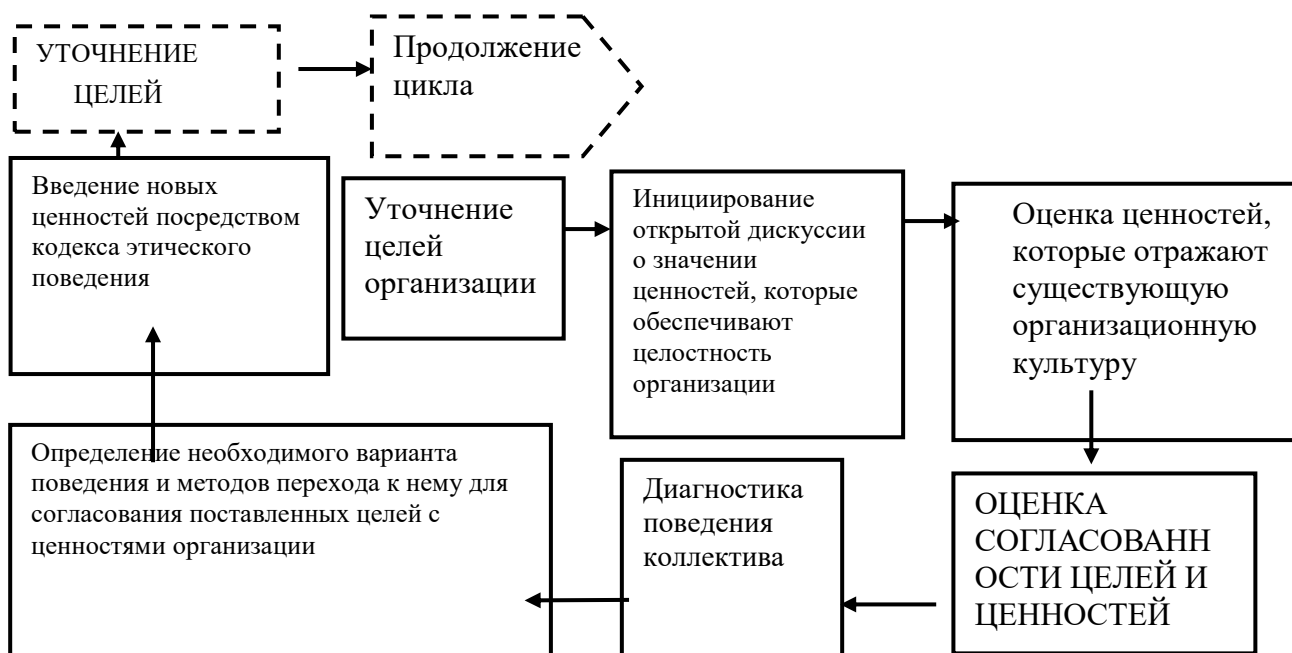 УТОЧНЕНИЕ
ЦЕЛЕЙ
Продолжение
цикла
Введение новых
ценностей посредством
кодекса этического
поведения
Уточнение
целей
организации
Инициирование
открытой дискуссии
о значении
ценностей, которые
обеспечивают
целостность
организации
Оценка ценностей,
которые отражают
существующую
организационную
культуру
Определение необходимого варианта
поведения и методов перехода к нему для
согласования поставленных целей с
ценностями организации
Диагностика
поведения
коллектива
ОЦЕНКА
СОГЛАСОВАНН
ОСТИ ЦЕЛЕЙ И
ЦЕННОСТЕЙ